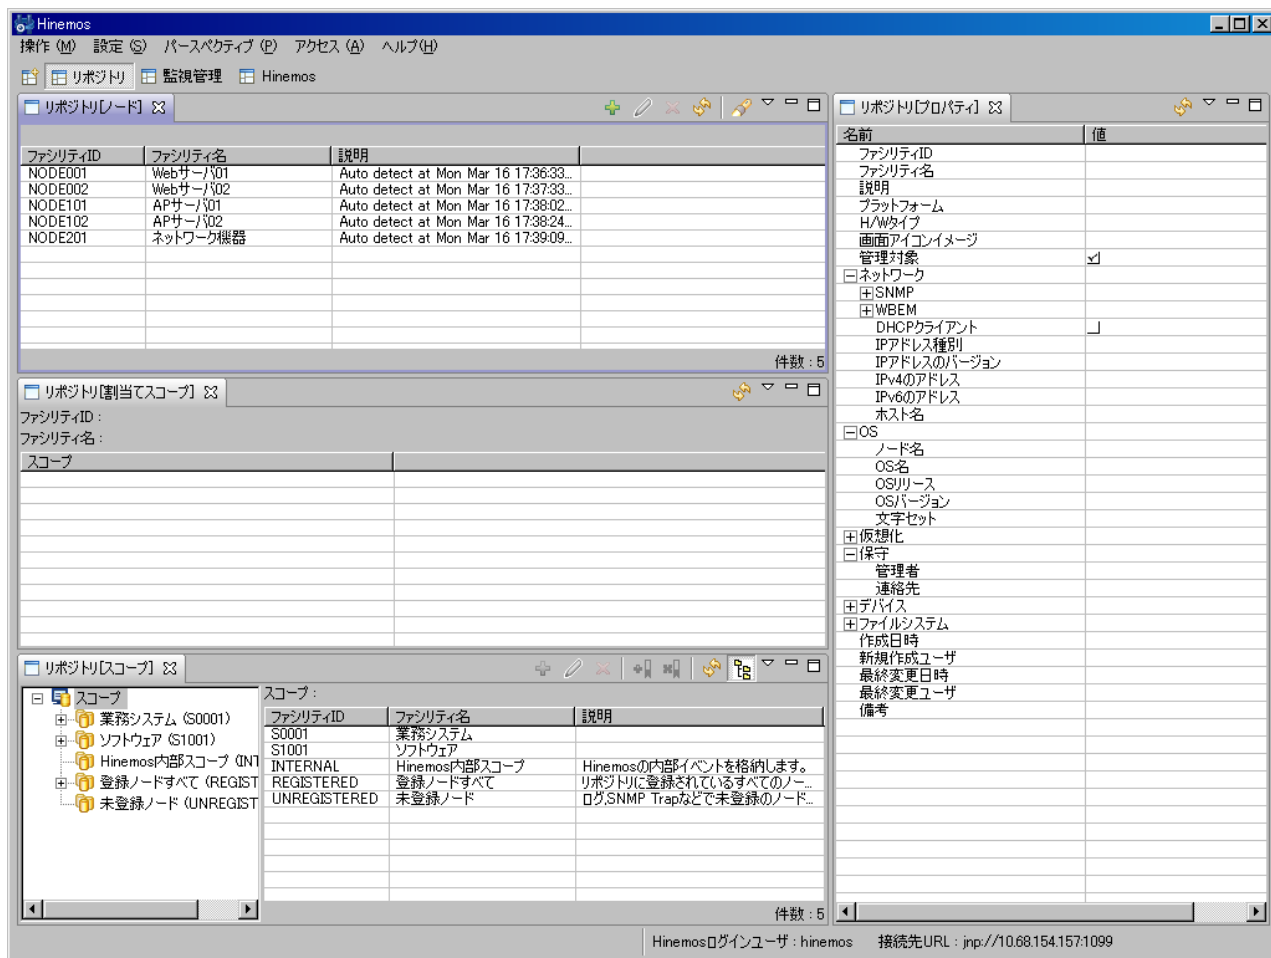 Hinemos
操作 (M) 設定 (S) パースペクティブ (P) アクセス (A) ヘルプ(H)
リポジトリ 監視管理 Hinemos
リポジトリ[ノード]
ファシリティID ファシリティ名 説明
NODE001 Webサーバ01 Auto detect at Mon Mar 16 17:36:33...
NODE002 Webサーバ02 Auto detect at Mon Mar 16 17:37:33...
NODE101 APサーバ01 Auto detect at Mon Mar 16 17:38:02...
NODE102 APサーバ02 Auto detect at Mon Mar 16 17:38:24...
NODE201 ネットワーク機器 Auto detect at Mon Mar 16 17:39:09...
件数 : 5
リポジトリ[割当てスコープ]
ファシリティID :
ファシリティ名 :
スコープ
リポジトリ[スコープ]
スコープ
業務システム (S0001)
ソフトウェア (S1001)
Hinemos内部スコープ (INT
登録ノードすべて (REGIST
未登録ノード (UNREGIST
スコープ :
ファシリティID ファシリティ名 説明
S0001 業務システム
S1001 ソフトウェア
INTERNAL Hinemos内部スコープ Hinemosの内部イベントを格納します。
REGISTERED 登録ノードすべて リポジトリに登録されているすべてのノー...
UNREGISTERED 未登録ノード ログ,SNMP Trapなどで未登録のノード...
件数 : 5
リポジトリ[プロパティ]
名前 値
ファシリティID
ファシリティ名
説明
プラットフォーム
H/Wタイプ
画面アイコンイメージ
管理対象
ネットワーク
SNMP
WBEM
DHCPクライアント
IPアドレス種別
IPアドレスのバージョン
IPv4のアドレス
IPv6のアドレス
ホスト名
OS
ノード名
OS名
OSリリース
OSバージョン
文字セット
仮想化
保守
管理者
連絡先
デバイス
ファイルシステム
作成日時
新規作成ユーザ
最終変更日時
最終変更ユーザ
備考
Hinemosログインユーザ : hinemos 接続先URL : jnp://10.68.154.157:1099